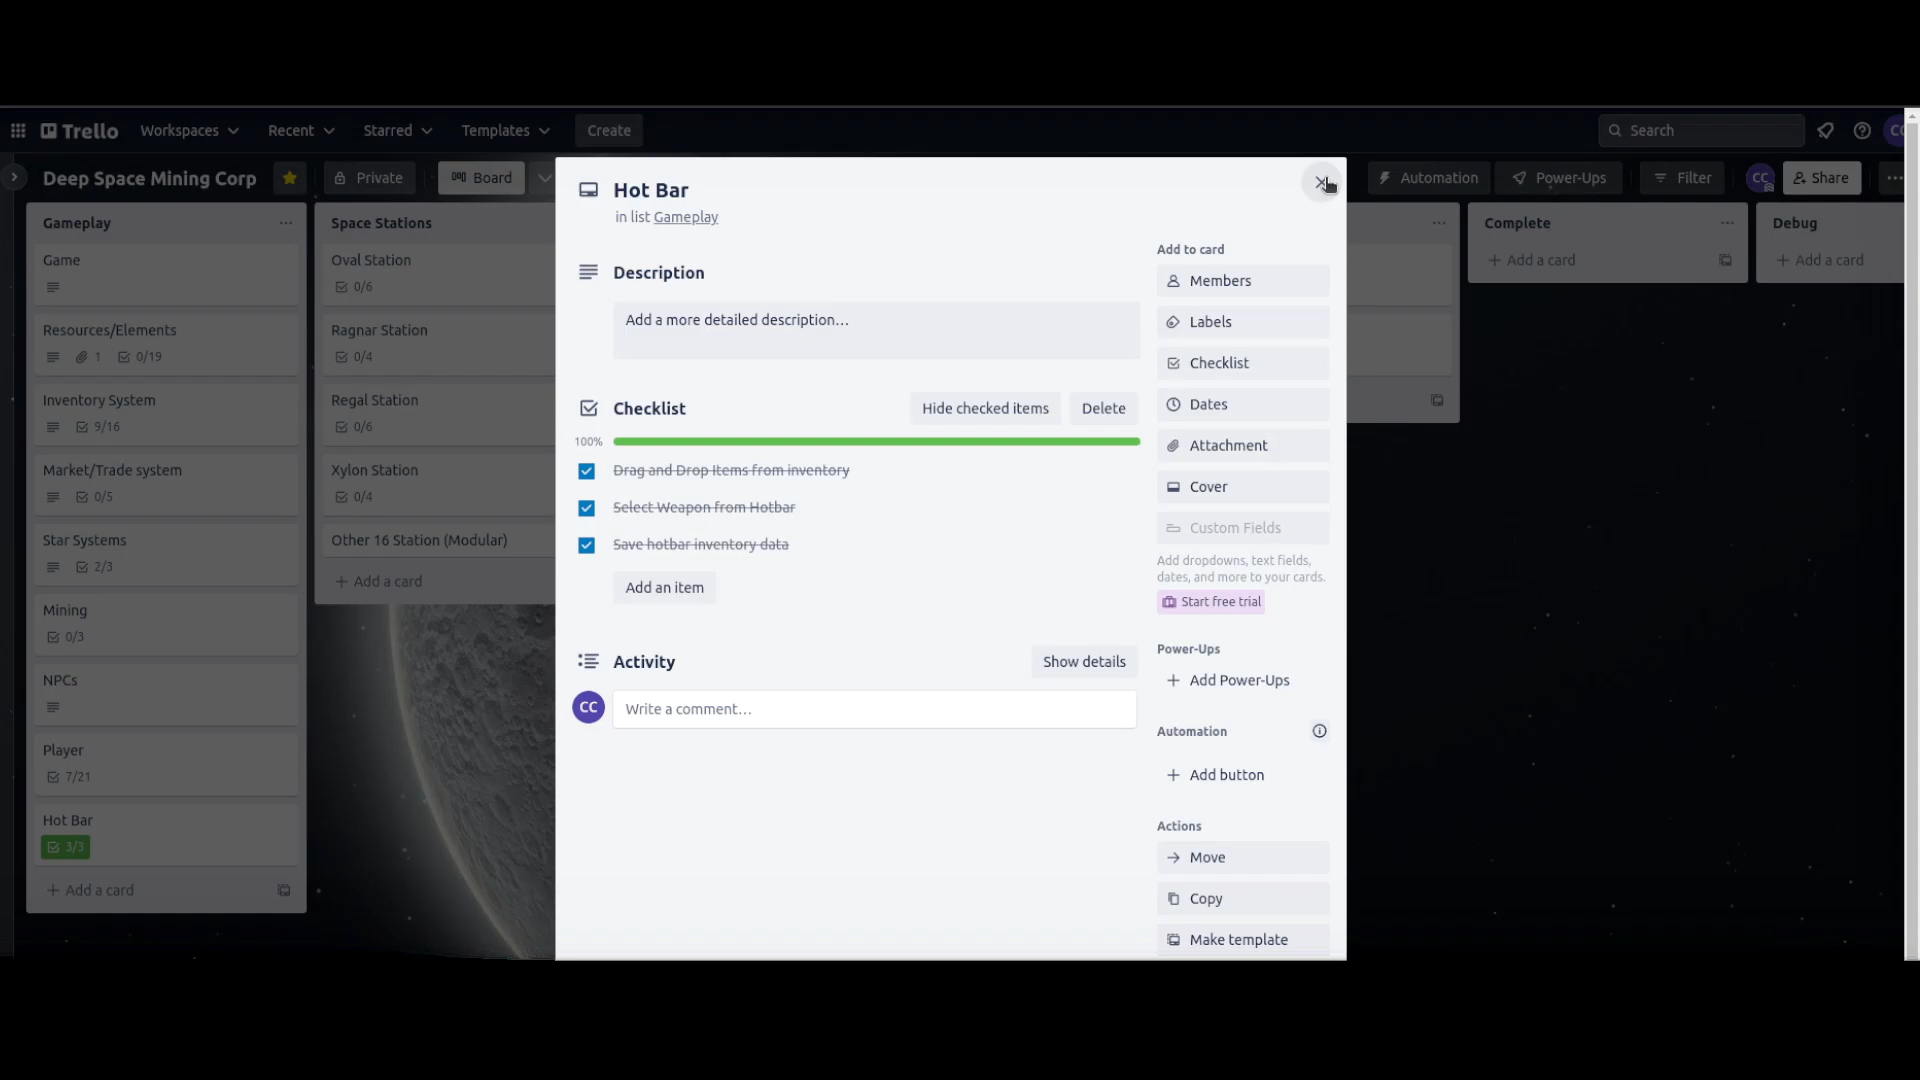 Trello Workspaces Recent Starred Templates Create Search CC
Deep Space Mining Corp Private Board Automation Power-Ups Filter CC Share
Gameplay
Game
Resources/Elements
1 0/19
Inventory System
9/16
Market/Trade system
0/5
Star Systems
2/3
Mining
0/3
NPCs
Player
7/21
Hot Bar
3/3
+ Add a card
Space Stations
Oval Station
0/6
Ragnar Station
0/4
Regal Station
0/6
Xylon Station
0/4
Other 16 Station (Modular)
+ Add a card
Hot Bar
in list Gameplay
Description
Add a more detailed description…
Checklist Hide checked items Delete
100%
Drag and Drop Items from inventory
Select Weapon from Hotbar
Save hotbar inventory data
Add an item
Activity Show details
CC Write a comment…
Add to card
Members
Labels
Checklist
Dates
Attachment
Cover
Custom Fields
Add dropdowns, text fields,
dates, and more to your cards.
Start free trial
Power-Ups
+ Add Power-Ups
Automation
+ Add button
Actions
Move
Copy
Make template
Complete
+ Add a card
Debug
+ Add a card